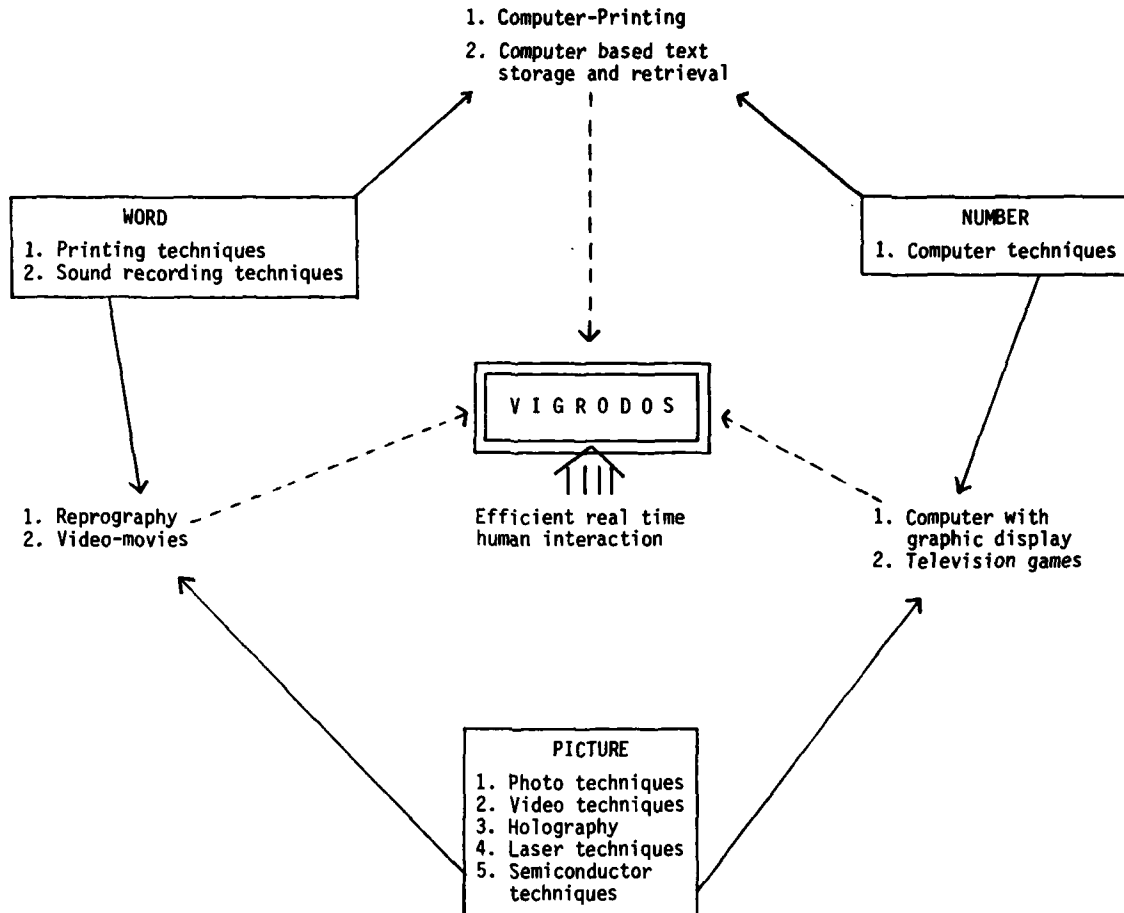 1. Computer-Printing
2. Computer based text
storage and retrieval
WORD
1. Printing techniques
2. Sound recording techniques
NUMBER
1. Computer techniques
VIGRODOS
Efficient real time
human interaction
1. Reprography
2. Video-movies
1. Computer with
graphic display
2. Television games
PICTURE
1. Photo techniques
2. Video techniques
3. Holography
4. Laser techniques
5. Semiconductor
techniques